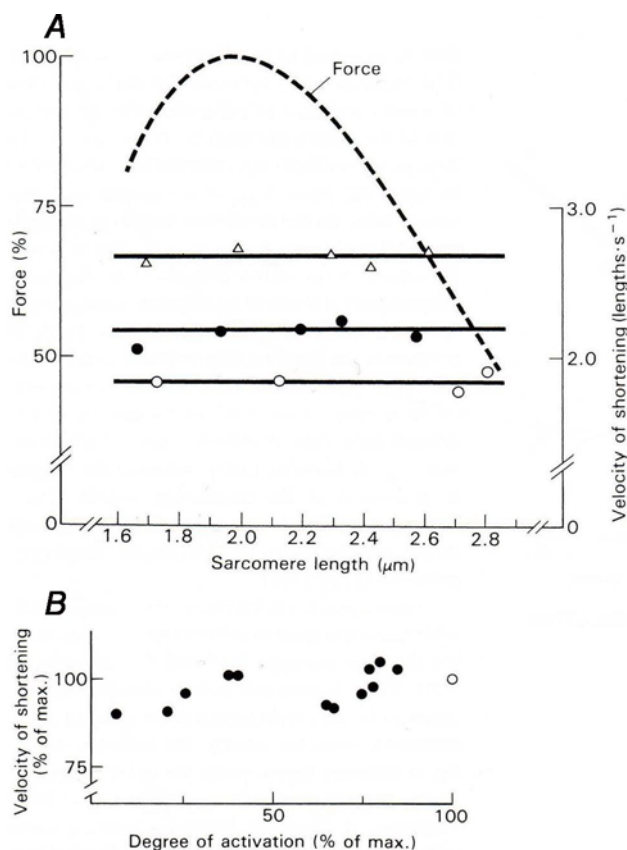 A
100
Force
75
3.0
Force (%)
Velocity of shortening (lengths·s⁻¹)
50
2.0
0
0
1.6 1.8 2.0 2.2 2.4 2.6 2.8
Sarcomere length (μm)
B
Velocity of shortening
(% of max.)
100
75
50 100
Degree of activation (% of max.)